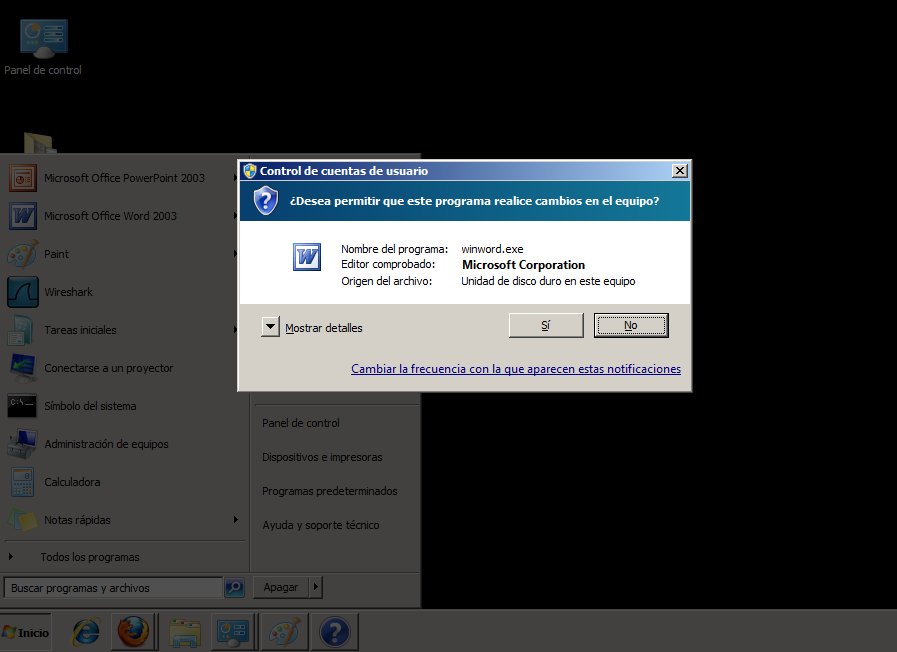 Panel de control
Microsoft Office PowerPoint 2003
Microsoft Office Word 2003
Paint
Wireshark
Tareas iniciales
Conectarse a un proyector
Símbolo del sistema
Administración de equipos
Calculadora
Notas rápidas
Todos los programas
Buscar programas y archivos
Control de cuentas de usuario
¿Desea permitir que este programa realice cambios en el equipo?
Nombre del programa: winword.exe
Editor comprobado: Microsoft Corporation
Origen del archivo: Unidad de disco duro en este equipo
Mostrar detalles
Sí
No
Cambiar la frecuencia con la que aparecen estas notificaciones
Panel de control
Dispositivos e impresoras
Programas predeterminados
Ayuda y soporte técnico
Apagar
Inicio